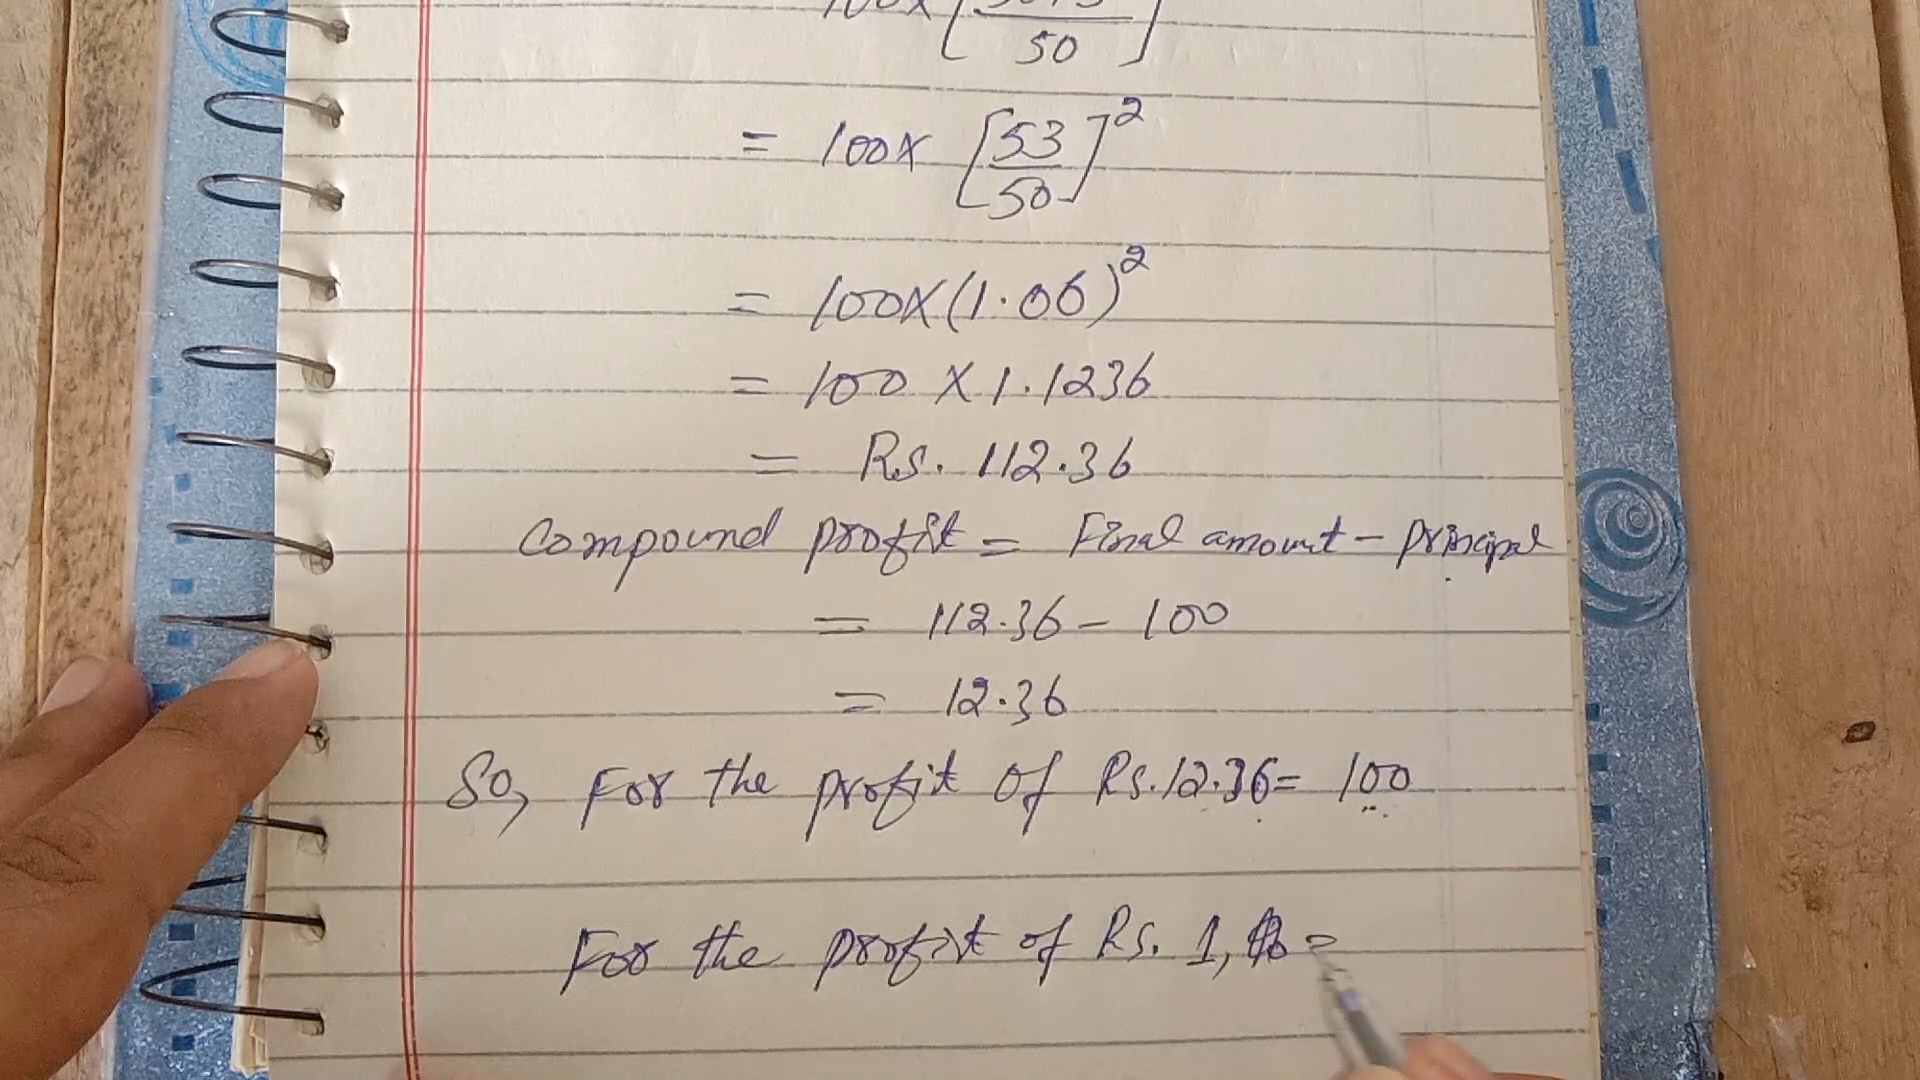 100x [ / 50 ]
= 100x [53/50]²
= 100x(1.06)²
= 100 x 1.1236
= Rs. 112.36
Compound profit = Final amount - principal
= 112.36 - 100
= 12.36
So, For the profit of Rs.12.36= 100
For the profit of Rs. 1, =